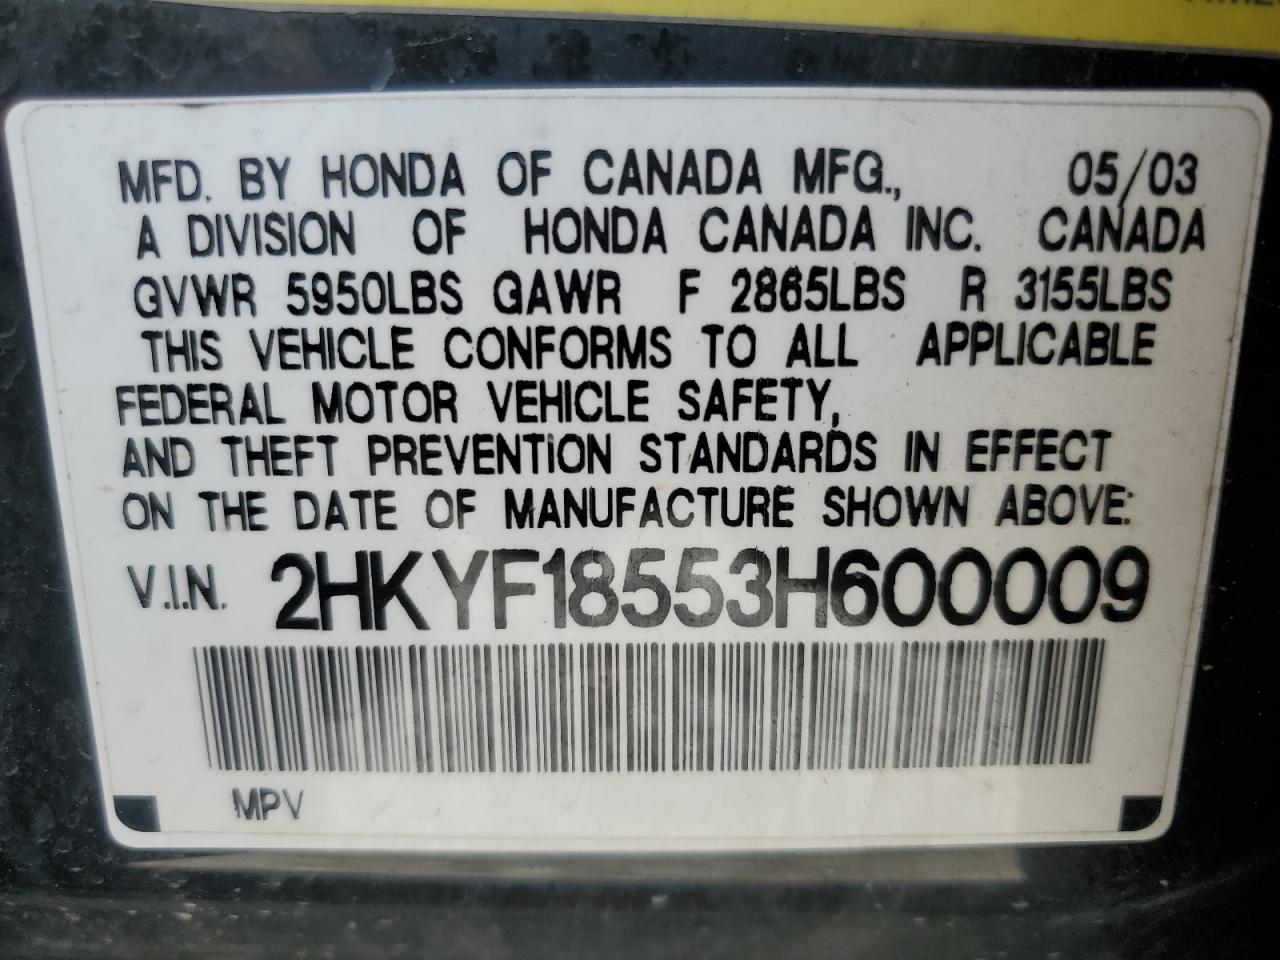 MFD. BY HONDA OF CANADA MFG., 05/03
A DIVISION OF HONDA CANADA INC. CANADA
GVWR 5950LBS GAWR F 2865LBS R 3155LBS
THIS VEHICLE CONFORMS TO ALL APPLICABLE
FEDERAL MOTOR VEHICLE SAFETY,
AND THEFT PREVENTION STANDARDS IN EFFECT
ON THE DATE OF MANUFACTURE SHOWN ABOVE:
V.I.N. 2HKYF18553H600009
MPV